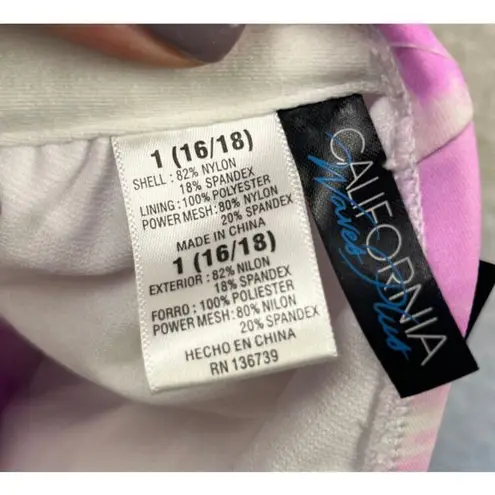 1 (16/18)
SHELL : 82% NYLON
18% SPANDEX
LINING : 100% POLYESTER
POWER MESH : 80% NYLON
20% SPANDEX
MADE IN CHINA
1 (16/18)
EXTERIOR : 82% NILON
18% SPANDEX
FORRO : 100% POLIESTER
POWER MESH : 80% NILON
20% SPANDEX
HECHO EN CHINA
RN 136739
CALIFORNIA
Waves Plus